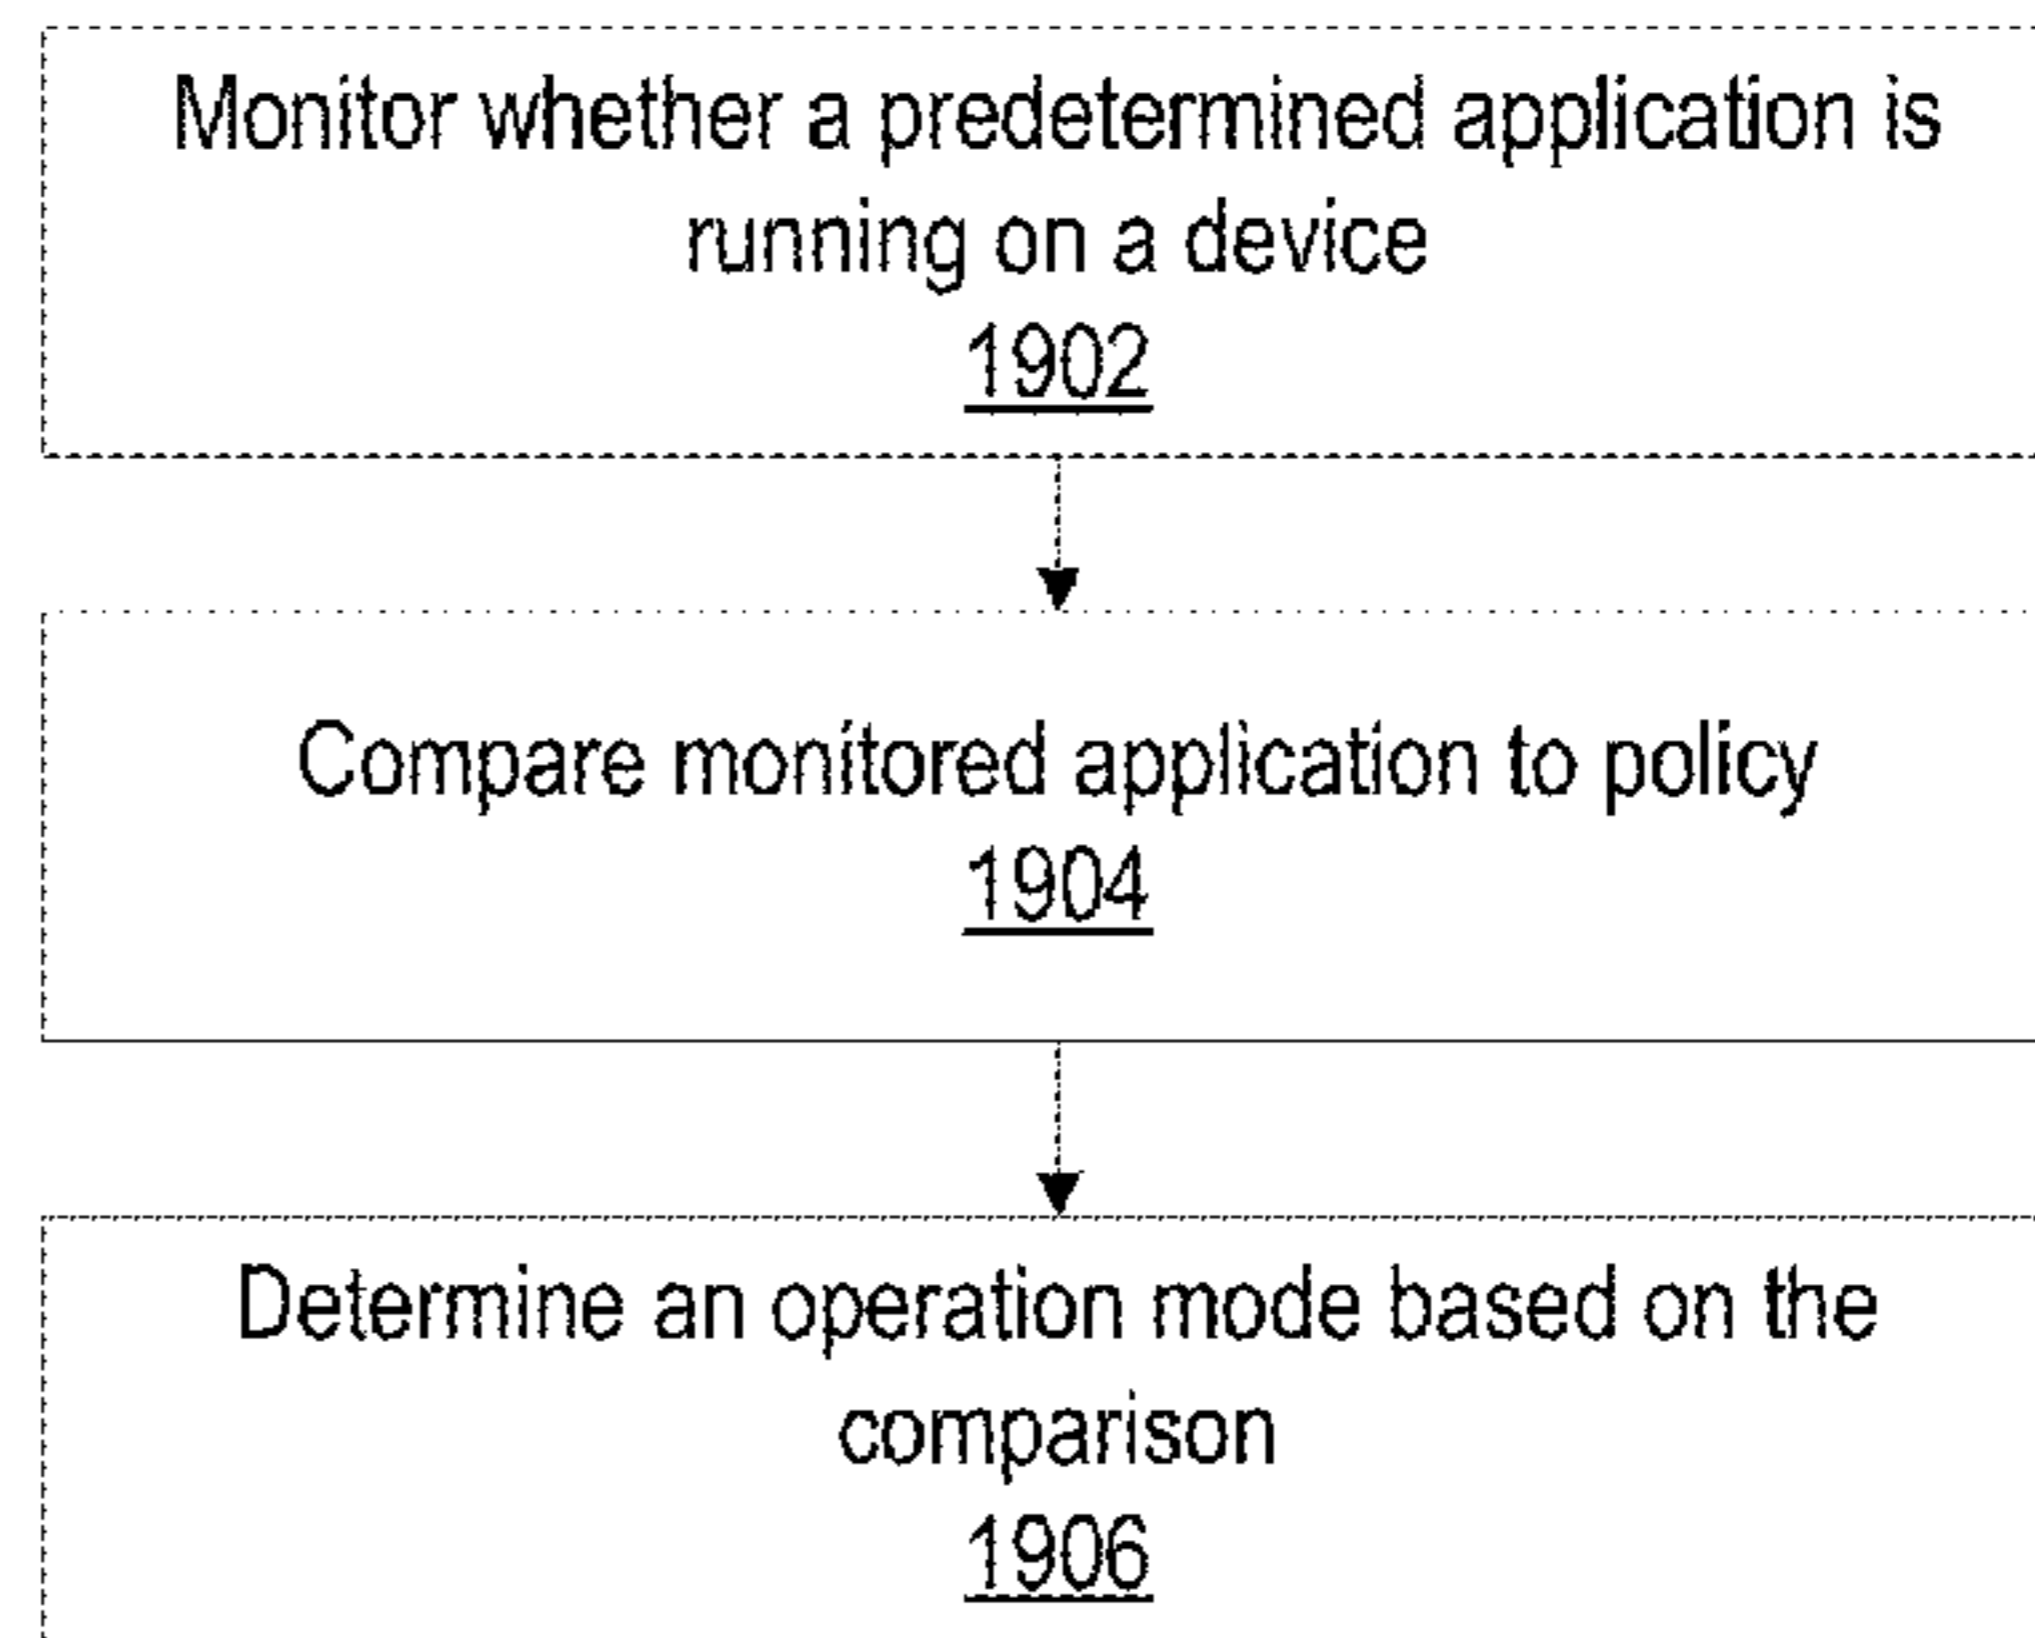 Monitor whether a predetermined application is
running on a device
1902
Compare monitored application to policy
1904
Determine an operation mode based on the
comparison
1906